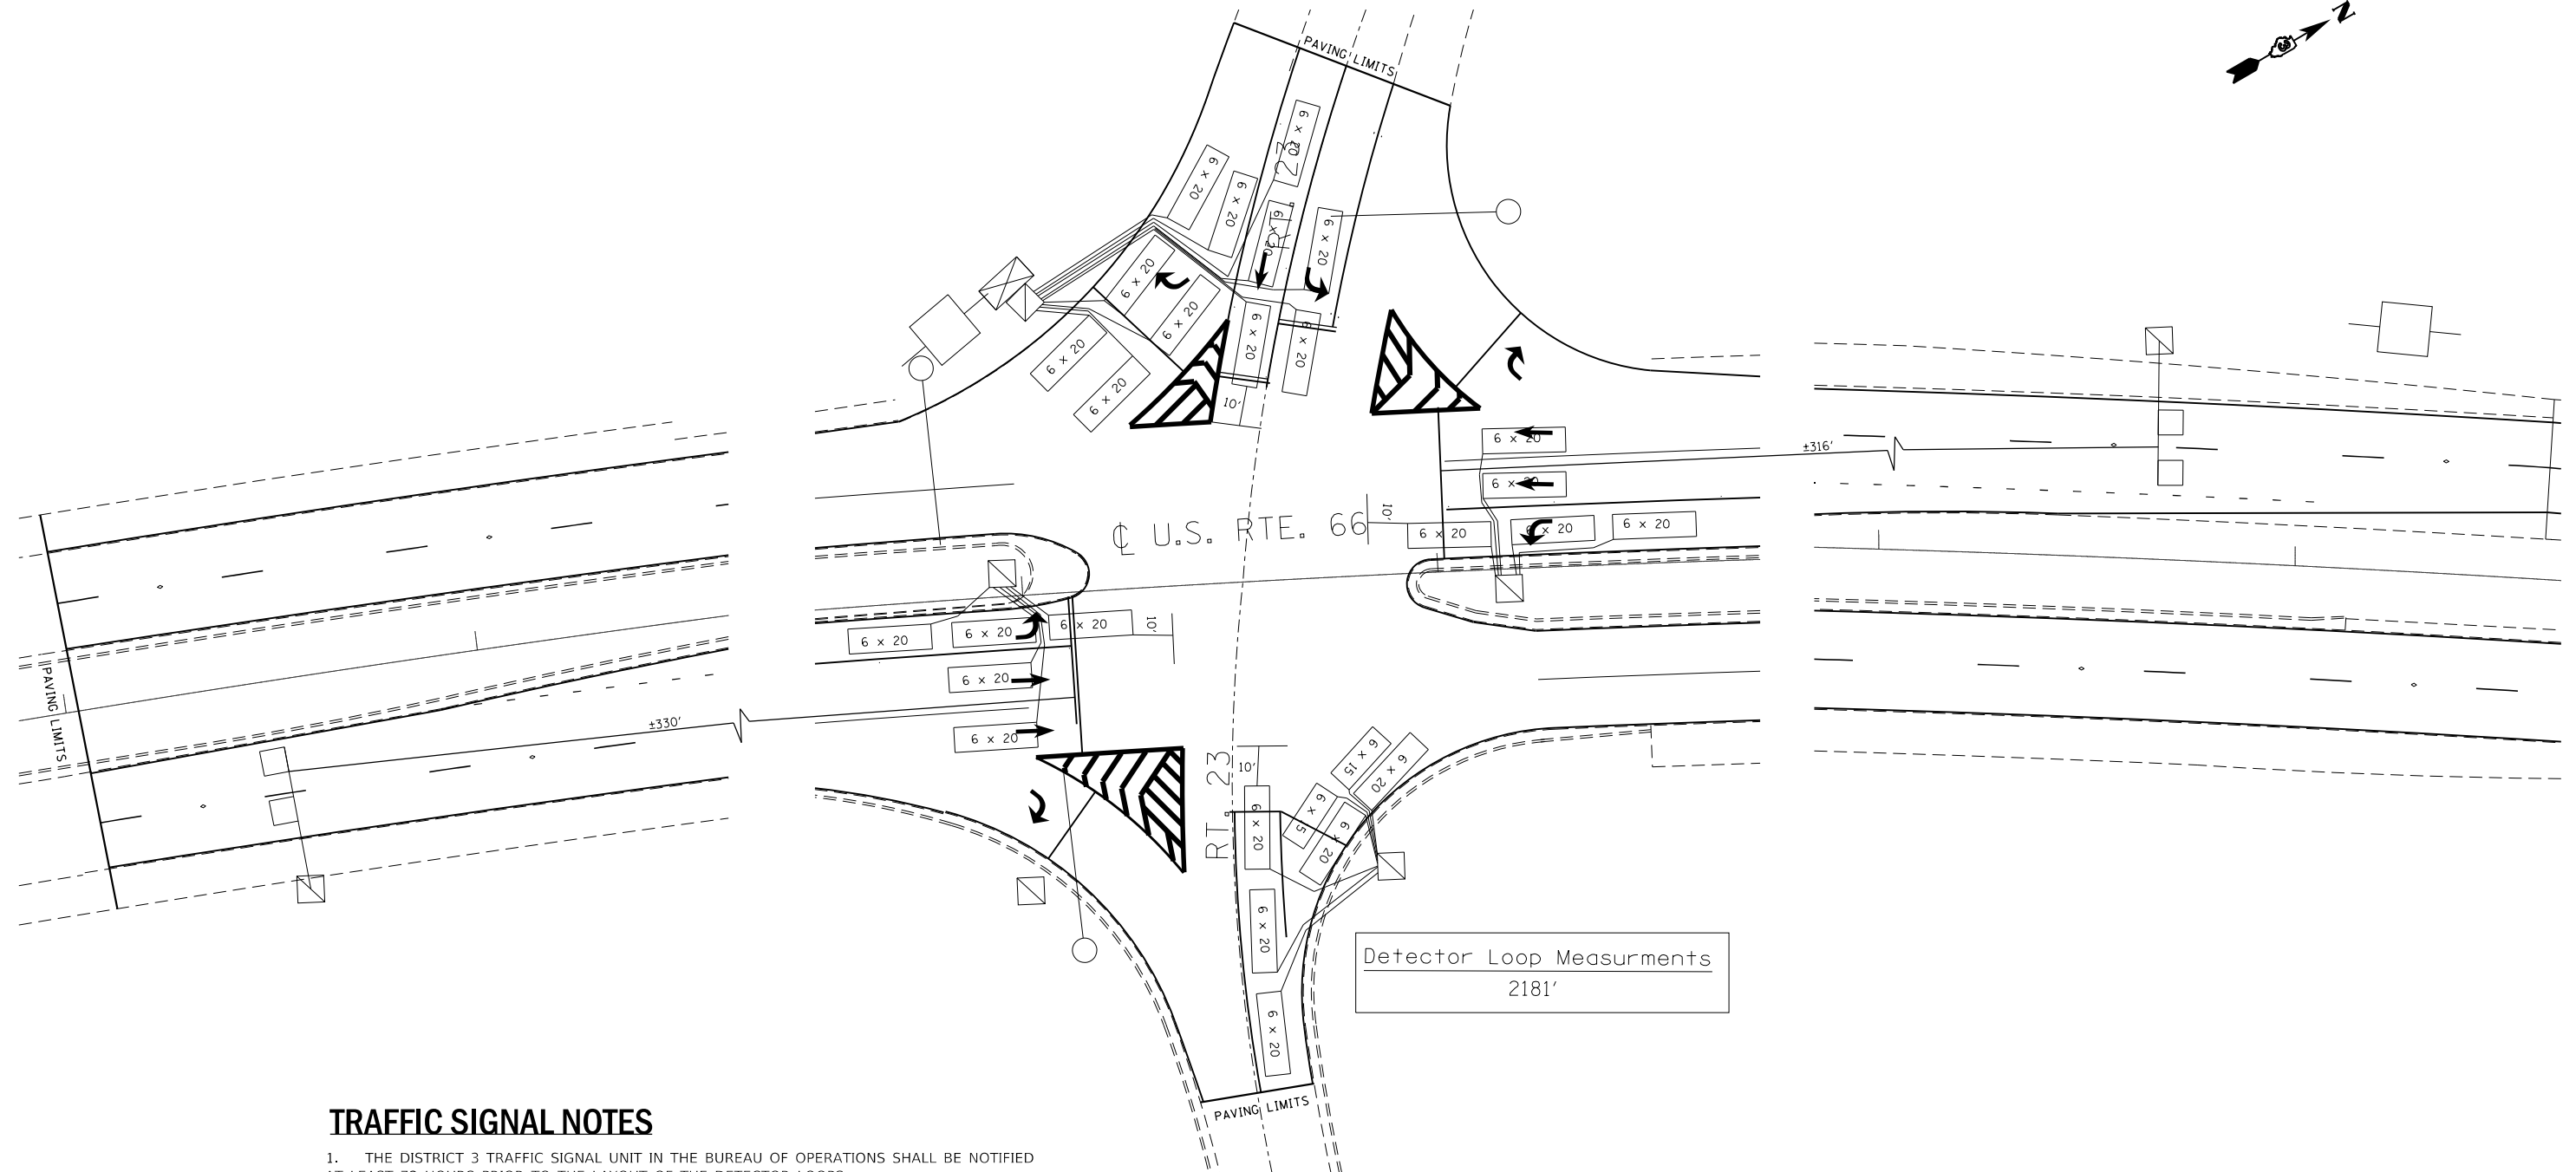 N
3
PAVING LIMITS
6 x 20
23
6 x 20
6 x 20
6 x 20
6 x 20
6 x 20
6 x 20
6 x 20
6 x 20
6 x 20
6 x 20
10'
6 x 20
±316'
6 x 20
10'
℄ U.S. RTE. 66
6 x 20
6 x 20
6 x 20
6 x 20
6 x 20
6 x 20
10'
6 x 20
PAVING LIMITS
±330'
6 x 20
RT. 23
10'
6 x 15
6 x 20
6 x 20
6 x 5
6 x 20
6 x 20
Detector Loop Measurments
2181'
6 x 20
PAVING LIMITS
TRAFFIC SIGNAL NOTES
1. THE DISTRICT 3 TRAFFIC SIGNAL UNIT IN THE BUREAU OF OPERATIONS SHALL BE NOTIFIED